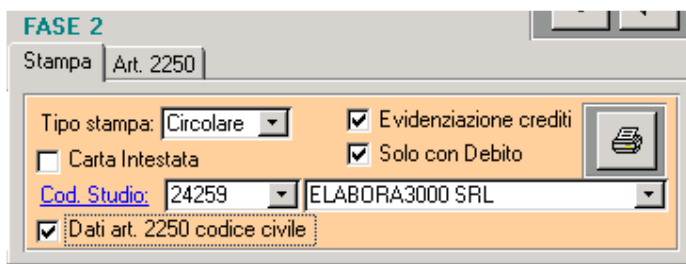 FASE 2
Stampa Art. 2250
Tipo stampa: Circolare Evidenziazione crediti
Carta Intestata Solo con Debito
Cod. Studio: 24259 ELABORA3000 SRL
Dati art. 2250 codice civile